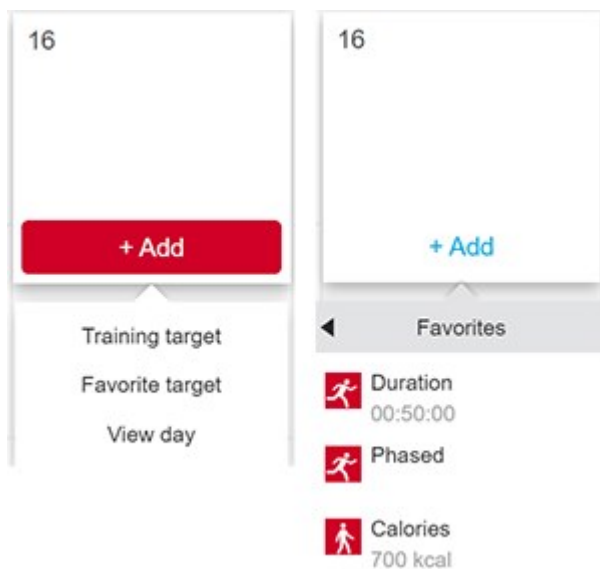 16
+ Add
Training target
Favorite target
View day
16
+ Add
Favorites
Duration
00:50:00
Phased
Calories
700 kcal